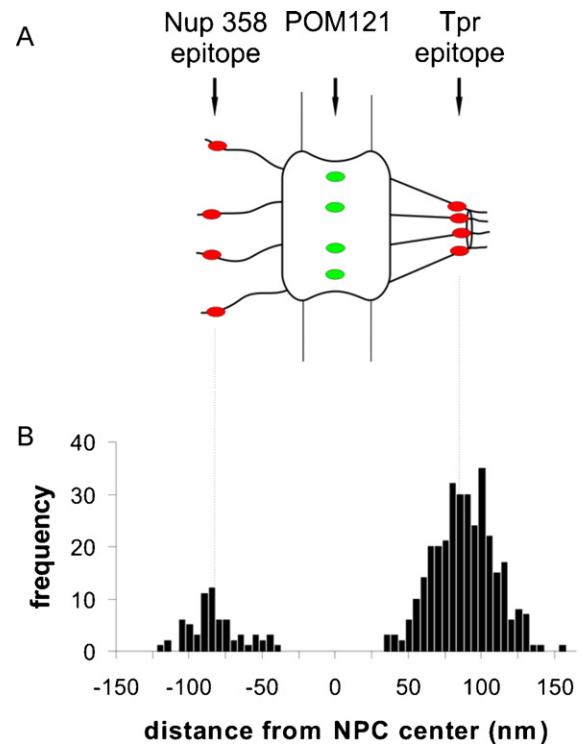 A
Nup 358 POM121 Tpr
epitope epitope
B
40
30
20
10
0
frequency
-150 -100 -50 0 50 100 150
distance from NPC center (nm)